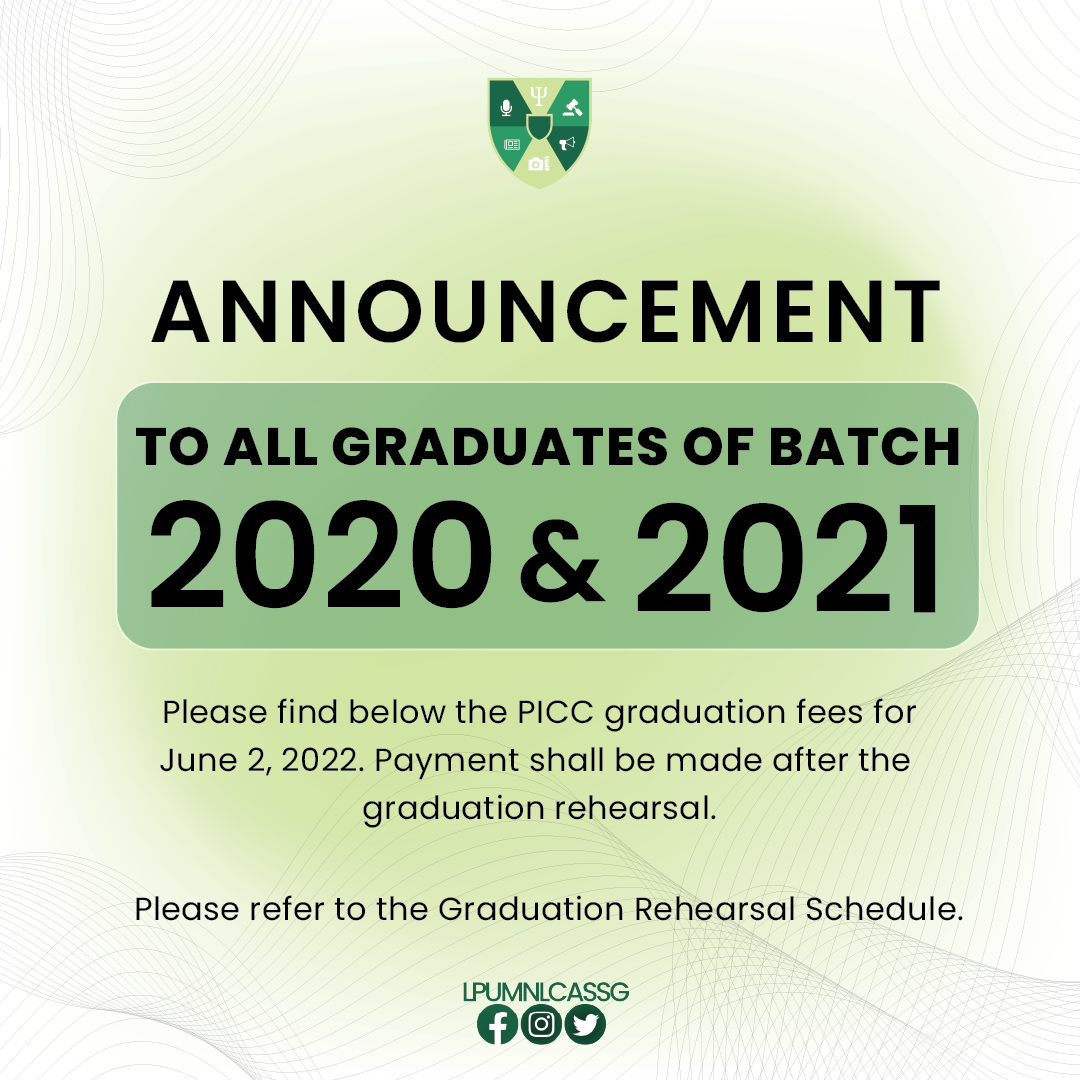 Ψ
ANNOUNCEMENT
TO ALL GRADUATES OF BATCH
2020 & 2021
Please find below the PICC graduation fees for
June 2, 2022. Payment shall be made after the
graduation rehearsal.
Please refer to the Graduation Rehearsal Schedule.
LPUMNLCASSG